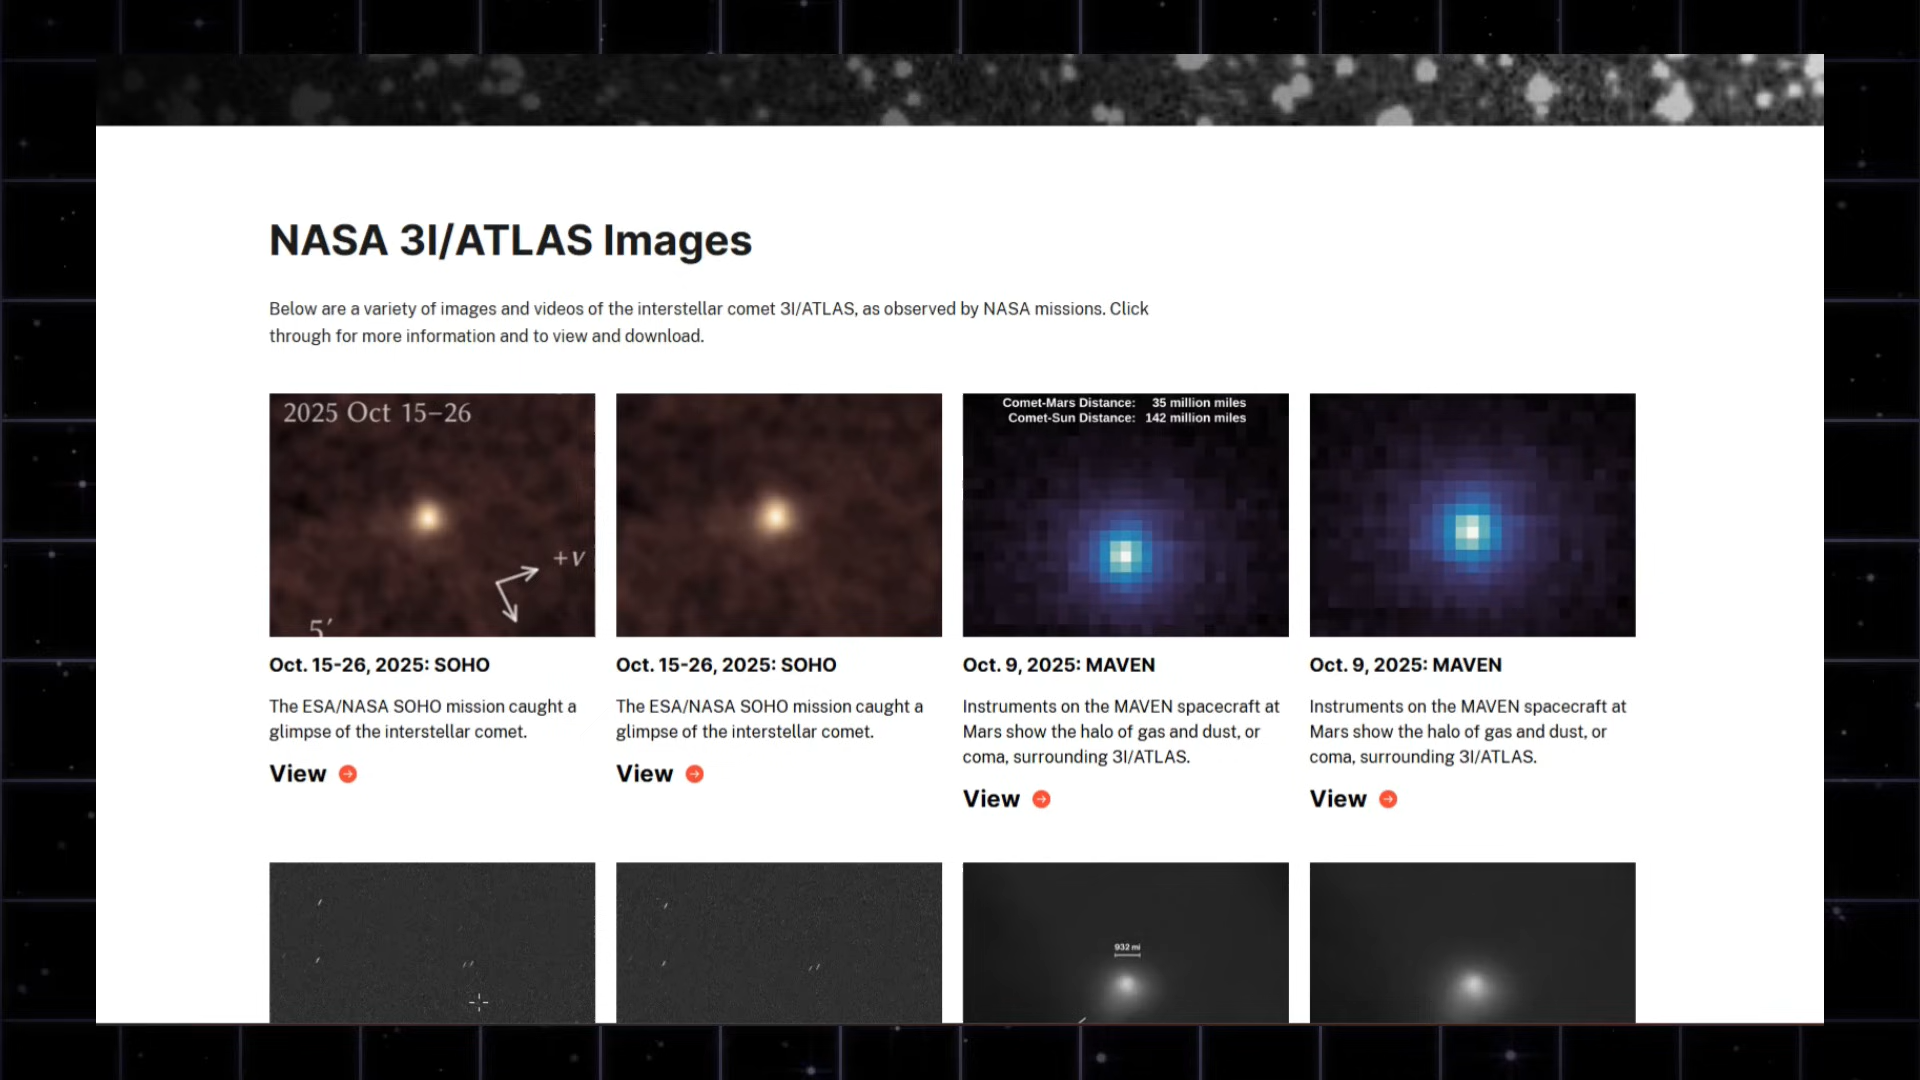 NASA 3I/ATLAS Images
Below are a variety of images and videos of the interstellar comet 3I/ATLAS, as observed by NASA missions. Click
through for more information and to view and download.
2025 Oct 15–26
+v
5′
Comet-Mars Distance: 35 million miles
Comet-Sun Distance: 142 million miles
Oct. 15-26, 2025: SOHO
The ESA/NASA SOHO mission caught a
glimpse of the interstellar comet.
View
Oct. 15-26, 2025: SOHO
The ESA/NASA SOHO mission caught a
glimpse of the interstellar comet.
View
Oct. 9, 2025: MAVEN
Instruments on the MAVEN spacecraft at
Mars show the halo of gas and dust, or
coma, surrounding 3I/ATLAS.
View
Oct. 9, 2025: MAVEN
Instruments on the MAVEN spacecraft at
Mars show the halo of gas and dust, or
coma, surrounding 3I/ATLAS.
View
932 mi